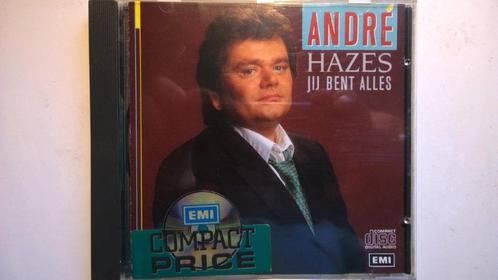 ANDRÉ
HAZES
JIJ BENT ALLES
EMI
COMPACT
PRICE
COMPACT
disc
DIGITAL AUDIO
EMI